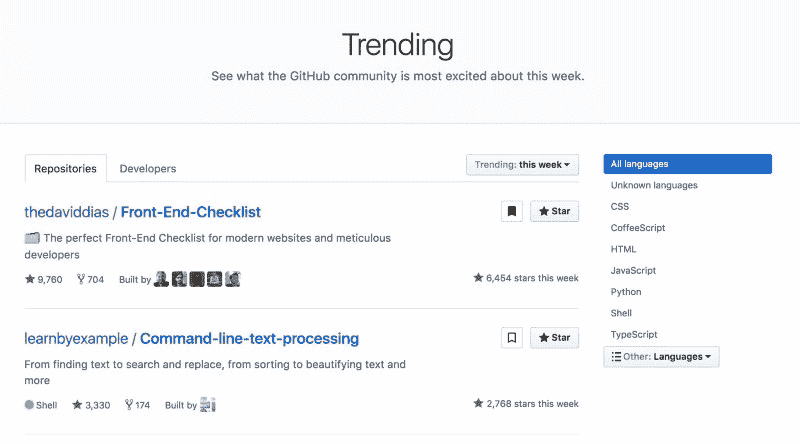 Trending
See what the GitHub community is most excited about this week.
Repositories
Developers
Trending: this week
thedaviddias / Front-End-Checklist
Star
The perfect Front-End Checklist for modern websites and meticulous
developers
9,760 704 Built by
6,454 stars this week
learnbyexample / Command-line-text-processing
Star
From finding text to search and replace, from sorting to beautifying text and
more
Shell 3,330 174 Built by
2,768 stars this week
All languages
Unknown languages
CSS
CoffeeScript
HTML
JavaScript
Python
Shell
TypeScript
Other: Languages